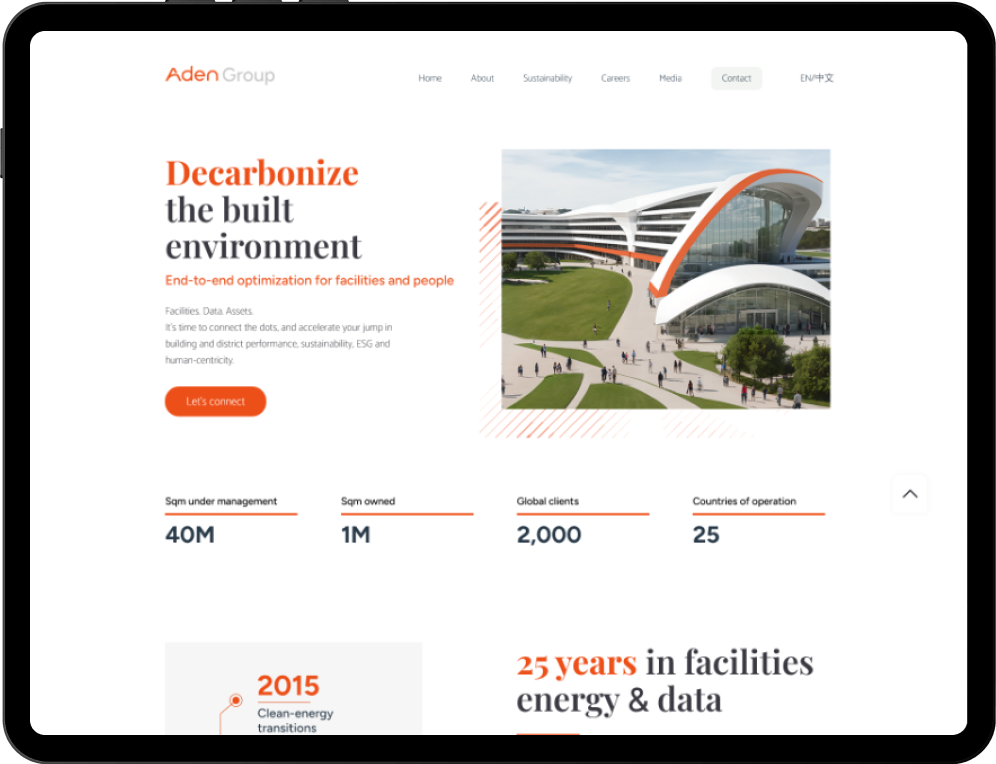 Aden Group
Home About Sustainability Careers Media Contact EN/中文
Decarbonize
the built
environment
End-to-end optimization for facilities and people
Facilities. Data. Assets.
It's time to connect the dots, and accelerate your jump in
building and district performance, sustainability, ESG and
human-centricity.
Let's connect
Sqm under management
40M
Sqm owned
1M
Global clients
2,000
Countries of operation
25
2015
Clean-energy
transitions
25 years in facilities
energy & data